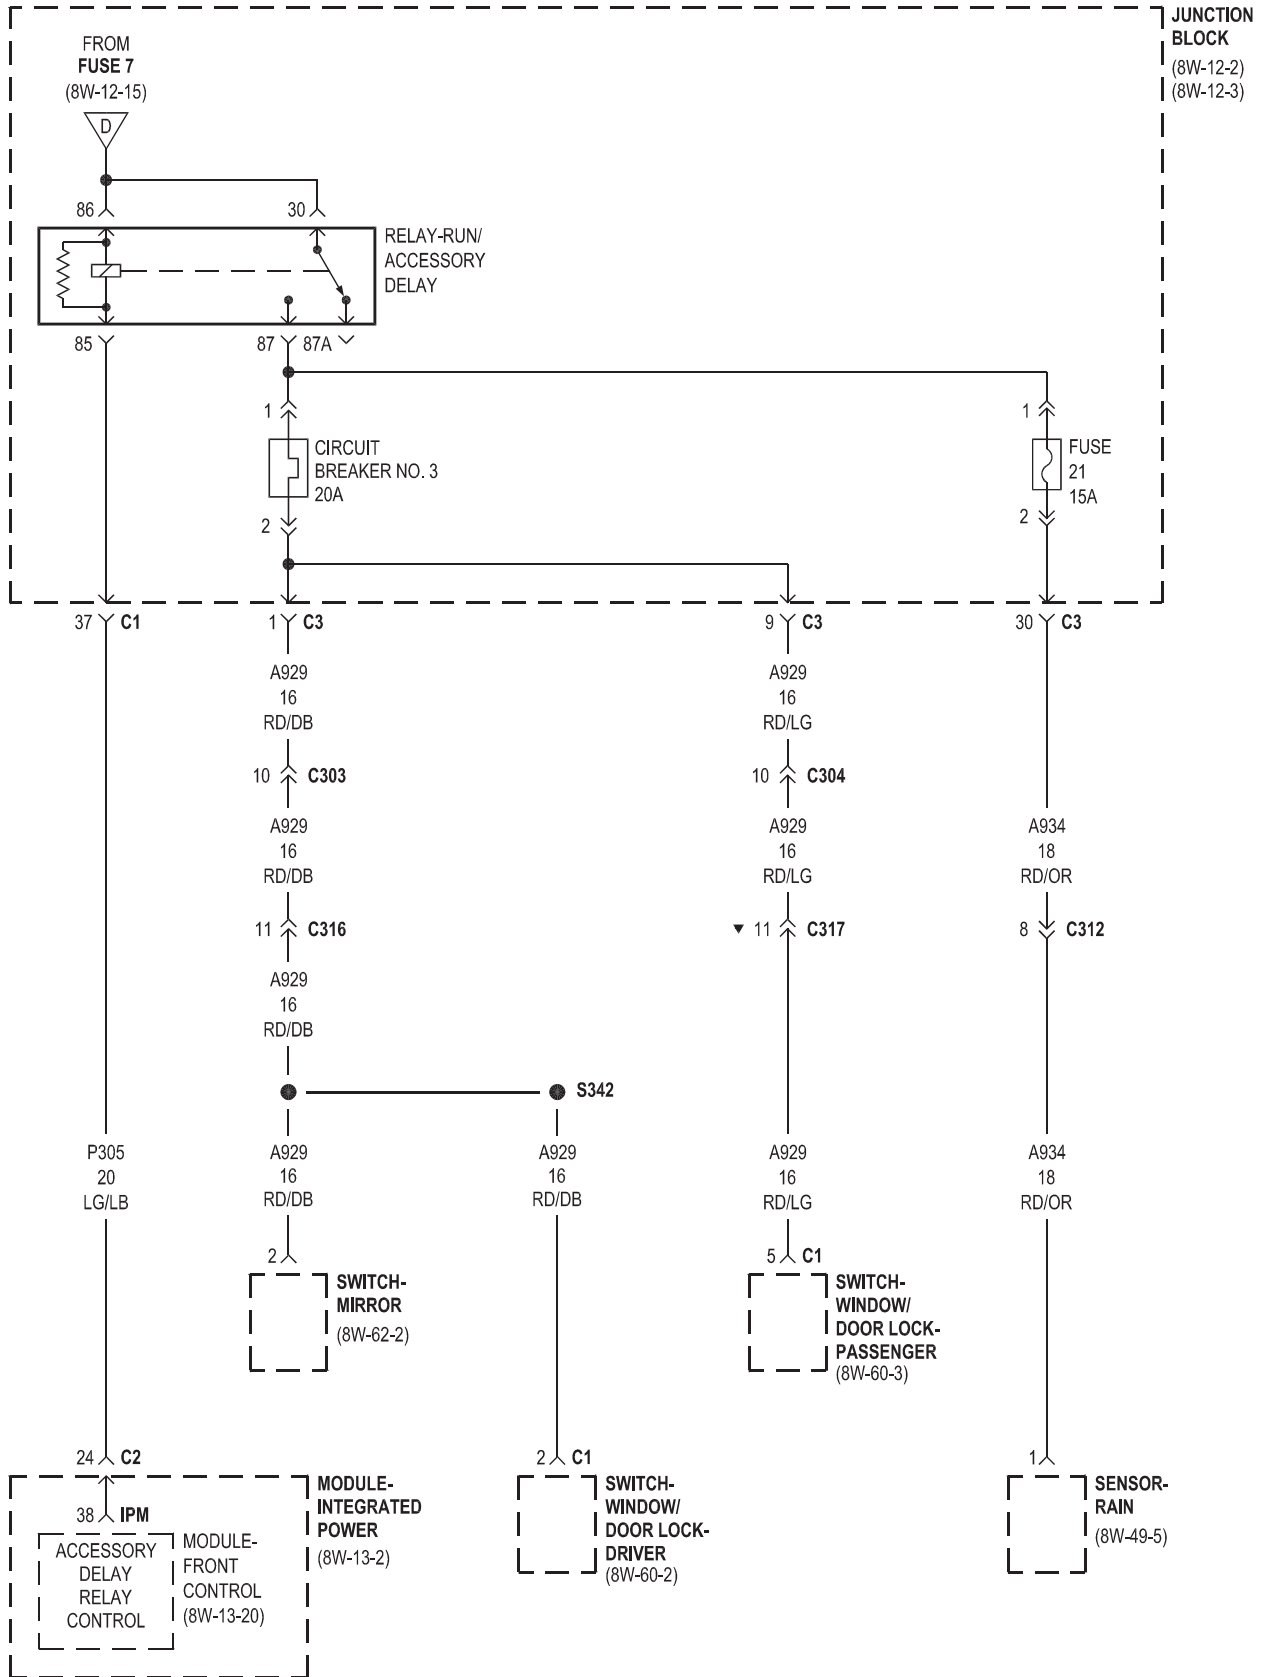 JUNCTION
BLOCK
(8W-12-2)
(8W-12-3)
FROM
FUSE 7
(8W-12-15)
D
86
30
RELAY-RUN/
ACCESSORY
DELAY
85
87
87A
1
CIRCUIT
BREAKER NO. 3
20A
2
1
FUSE
21
15A
2
37 C1
1 C3
9 C3
30 C3
A929
16
RD/DB
A929
16
RD/LG
10 C303
10 C304
A929
16
RD/DB
A929
16
RD/LG
A934
18
RD/OR
11 C316
11 C317
8 C312
A929
16
RD/DB
S342
P305
20
LG/LB
A929
16
RD/DB
A929
16
RD/DB
A929
16
RD/LG
A934
18
RD/OR
2
SWITCH-
MIRROR
(8W-62-2)
5 C1
SWITCH-
WINDOW/
DOOR LOCK-
PASSENGER
(8W-60-3)
24 C2
38 IPM
ACCESSORY
DELAY
RELAY
CONTROL
MODULE-
FRONT
CONTROL
(8W-13-20)
MODULE-
INTEGRATED
POWER
(8W-13-2)
2 C1
SWITCH-
WINDOW/
DOOR LOCK-
DRIVER
(8W-60-2)
1
SENSOR-
RAIN
(8W-49-5)